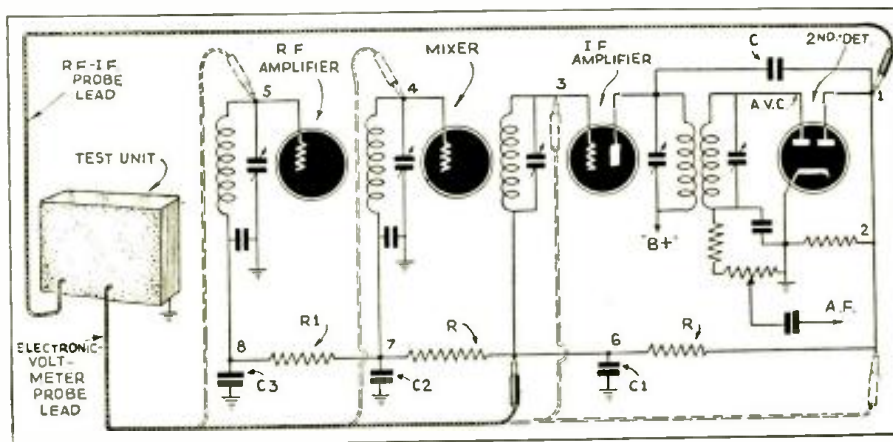 R F
AMPLIFIER
MIXER
I F
AMPLIFIER
2ND. DET.
C
RF-I.F.
PROBE
LEAD
5
4
3
1
A.V.C.
TEST UNIT
"B+"
2
A.F.
ELECTRONIC-
VOLT-
METER
PROBE
LEAD
8
R1
7
R
6
R
C3
C2
C1